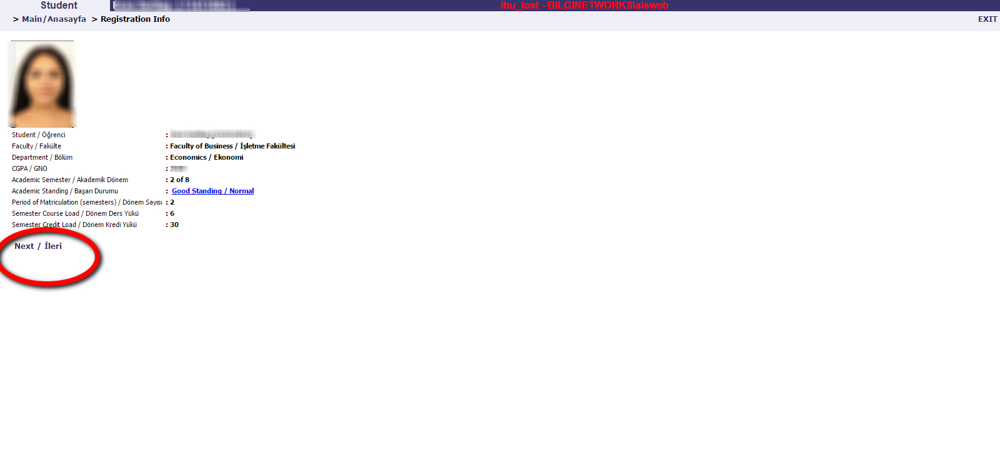 Student
ibu_test - BILGINETWORKS\sisweb
> Main/Anasayfa > Registration Info
EXIT
Student / Öğrenci :
Faculty / Fakülte : Faculty of Business / İşletme Fakültesi
Department / Bölüm : Economics / Ekonomi
CGPA / GNO :
Academic Semester / Akademik Dönem : 2 of 8
Academic Standing / Başarı Durumu : Good Standing / Normal
Period of Matriculation (semesters) / Dönem Sayısı : 2
Semester Course Load / Dönem Ders Yükü : 6
Semester Credit Load / Dönem Kredi Yükü : 30
Next / İleri